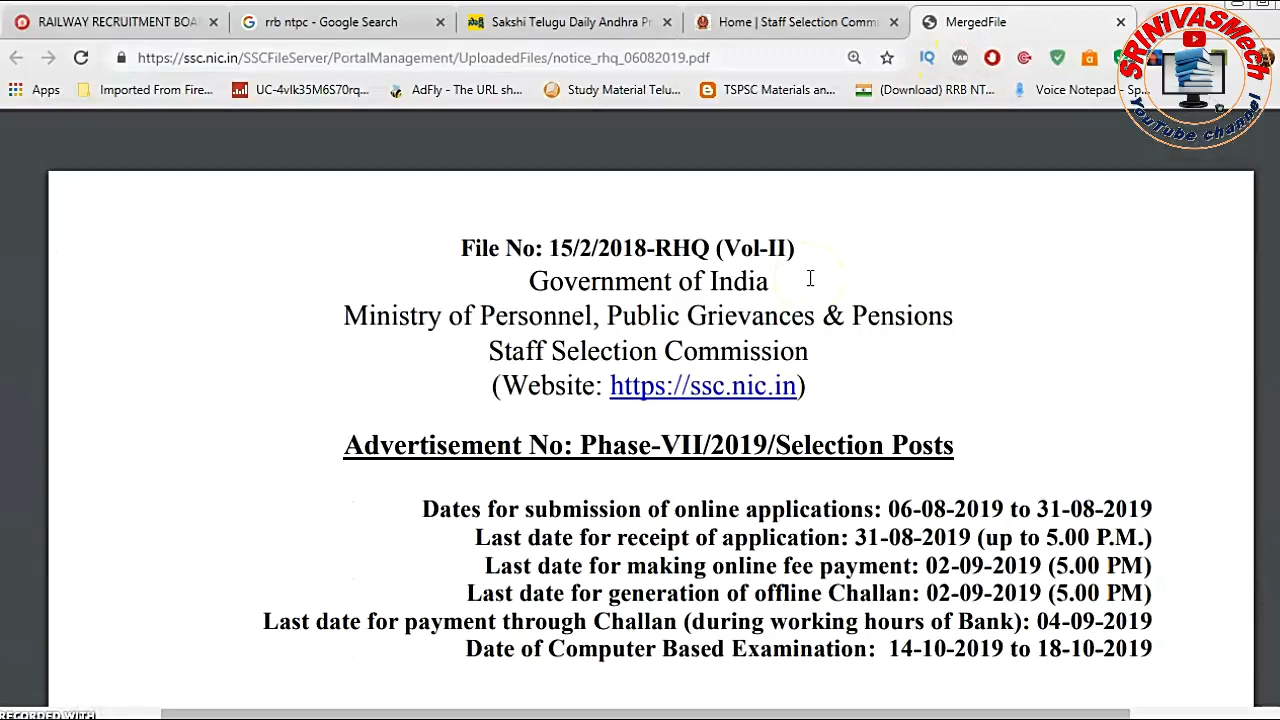 RAILWAY RECRUITMENT BOA
rrb ntpc - Google Search
Sakshi Telugu Daily Andhra Pr
Home | Staff Selection Comm
MergedFile
https://ssc.nic.in/SSCFileServer/PortalManagement/UploadedFiles/notice_rhq_06082019.pdf
Apps
Imported From Fire...
UC-4vIk35M6S70rq...
AdFly - The URL sh...
Study Material Telu...
TSPSC Materials an...
(Download) RRB NT...
Voice Notepad - Sp...
SRINIVASMech
YouTube channel
File No: 15/2/2018-RHQ (Vol-II)
Government of India
Ministry of Personnel, Public Grievances & Pensions
Staff Selection Commission
(Website: https://ssc.nic.in)
Advertisement No: Phase-VII/2019/Selection Posts
Dates for submission of online applications: 06-08-2019 to 31-08-2019
Last date for receipt of application: 31-08-2019 (up to 5.00 P.M.)
Last date for making online fee payment: 02-09-2019 (5.00 PM)
Last date for generation of offline Challan: 02-09-2019 (5.00 PM)
Last date for payment through Challan (during working hours of Bank): 04-09-2019
Date of Computer Based Examination: 14-10-2019 to 18-10-2019
RECORDED WITH